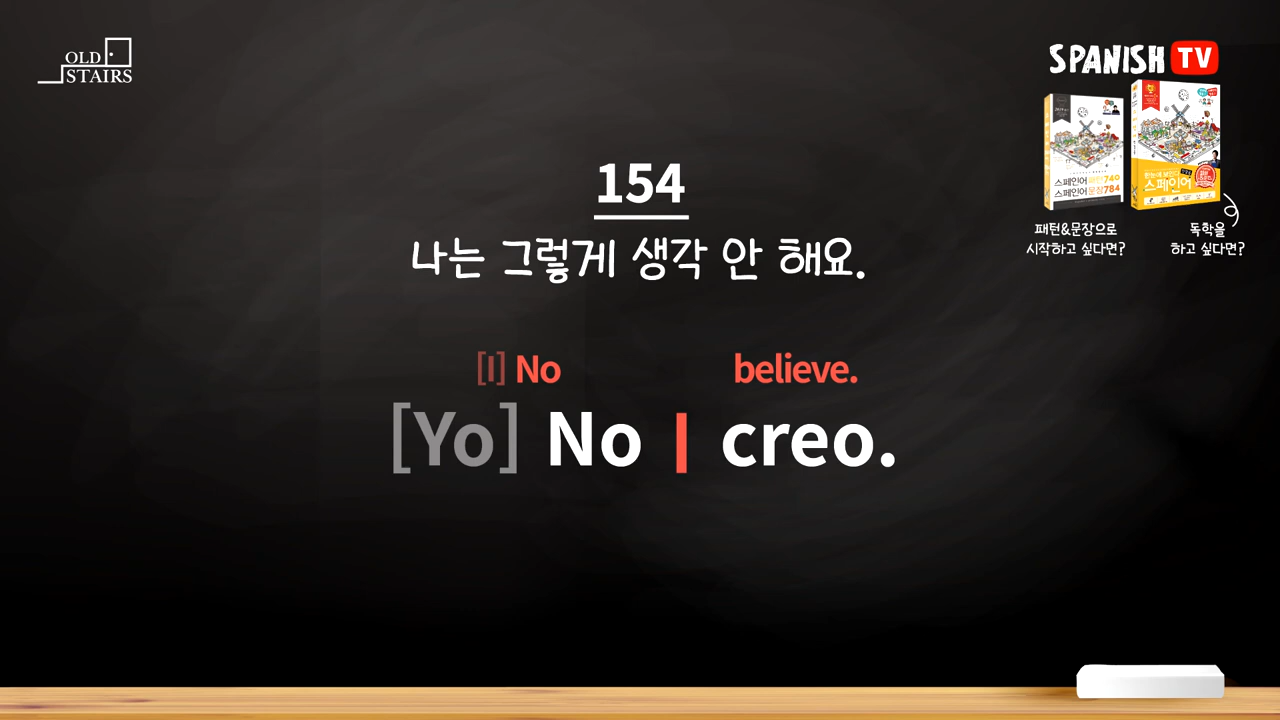 OLD
STAIRS
SPANISH TV
스페인어 패턴 740
스페인어 문장 784
스페인어
패턴&문장으로
시작하고 싶다면?
독학을
하고 싶다면?
154
나는 그렇게 생각 안 해요.
[I] No believe.
[Yo] No | creo.